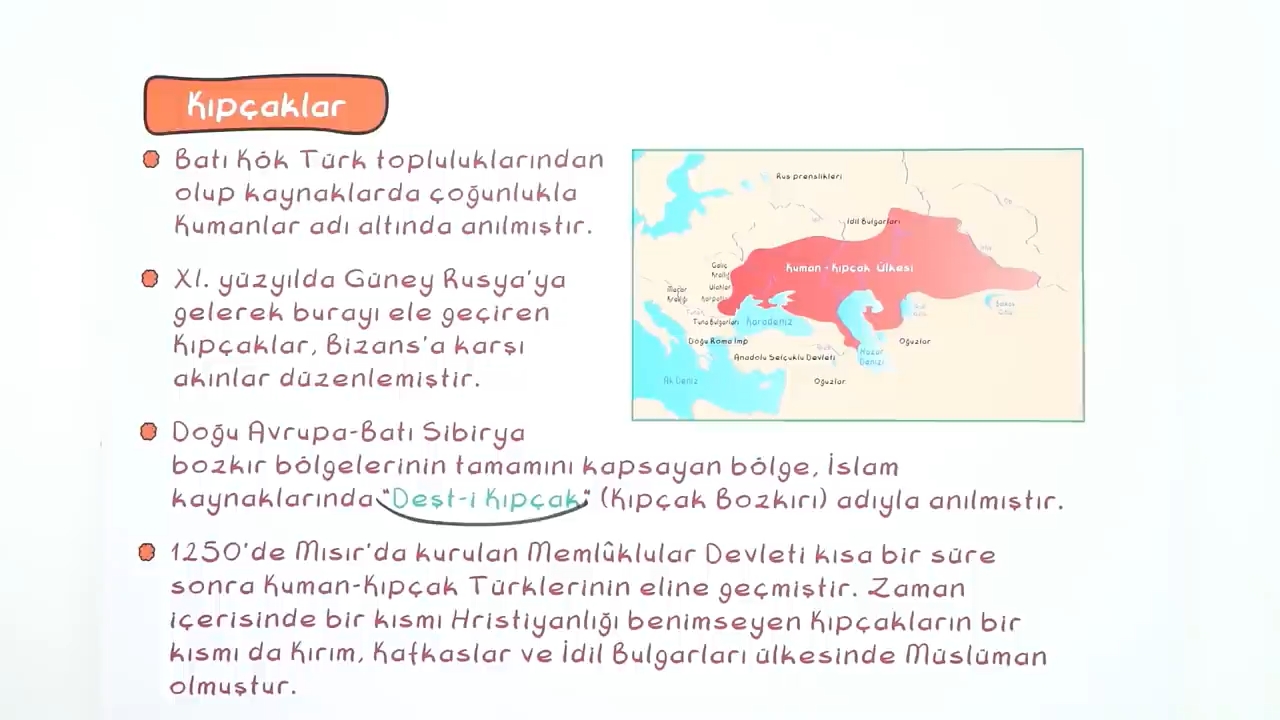 Kıpçaklar
Batı Kök Türk topluluklarından
olup kaynaklarda çoğunlukla
Kumanlar adı altında anılmıştır.
XI. yüzyılda Güney Rusya'ya
gelerek burayı ele geçiren
Kıpçaklar, Bizans'a karşı
akınlar düzenlemiştir.
Doğu Avrupa-Batı Sibirya
bozkır bölgelerinin tamamını kapsayan bölge, İslam
kaynaklarında "Deşt-i Kıpçak" (Kıpçak Bozkırı) adıyla anılmıştır.
1250'de Mısır'da kurulan Memlûklular Devleti kısa bir süre
sonra Kuman-Kıpçak Türklerinin eline geçmiştir. Zaman
içerisinde bir kısmı Hristiyanlığı benimseyen Kıpçakların bir
kısmı da Kırım, Kafkaslar ve İdil Bulgarları ülkesinde Müslüman
olmuştur.
Rus prenslikleri
İdil Bulgarları
Kuman - Kıpçak Ülkesi
Galiç
Krallığı
Macar
Krallığı
Ulahlar
Karpatlar
Tuna Bulgarları
Karadeniz
Doğu Roma İmp
Anadolu Selçuklu Devleti
Hazar
Denizi
Oğuzlar
Ak Deniz
Oğuzlar